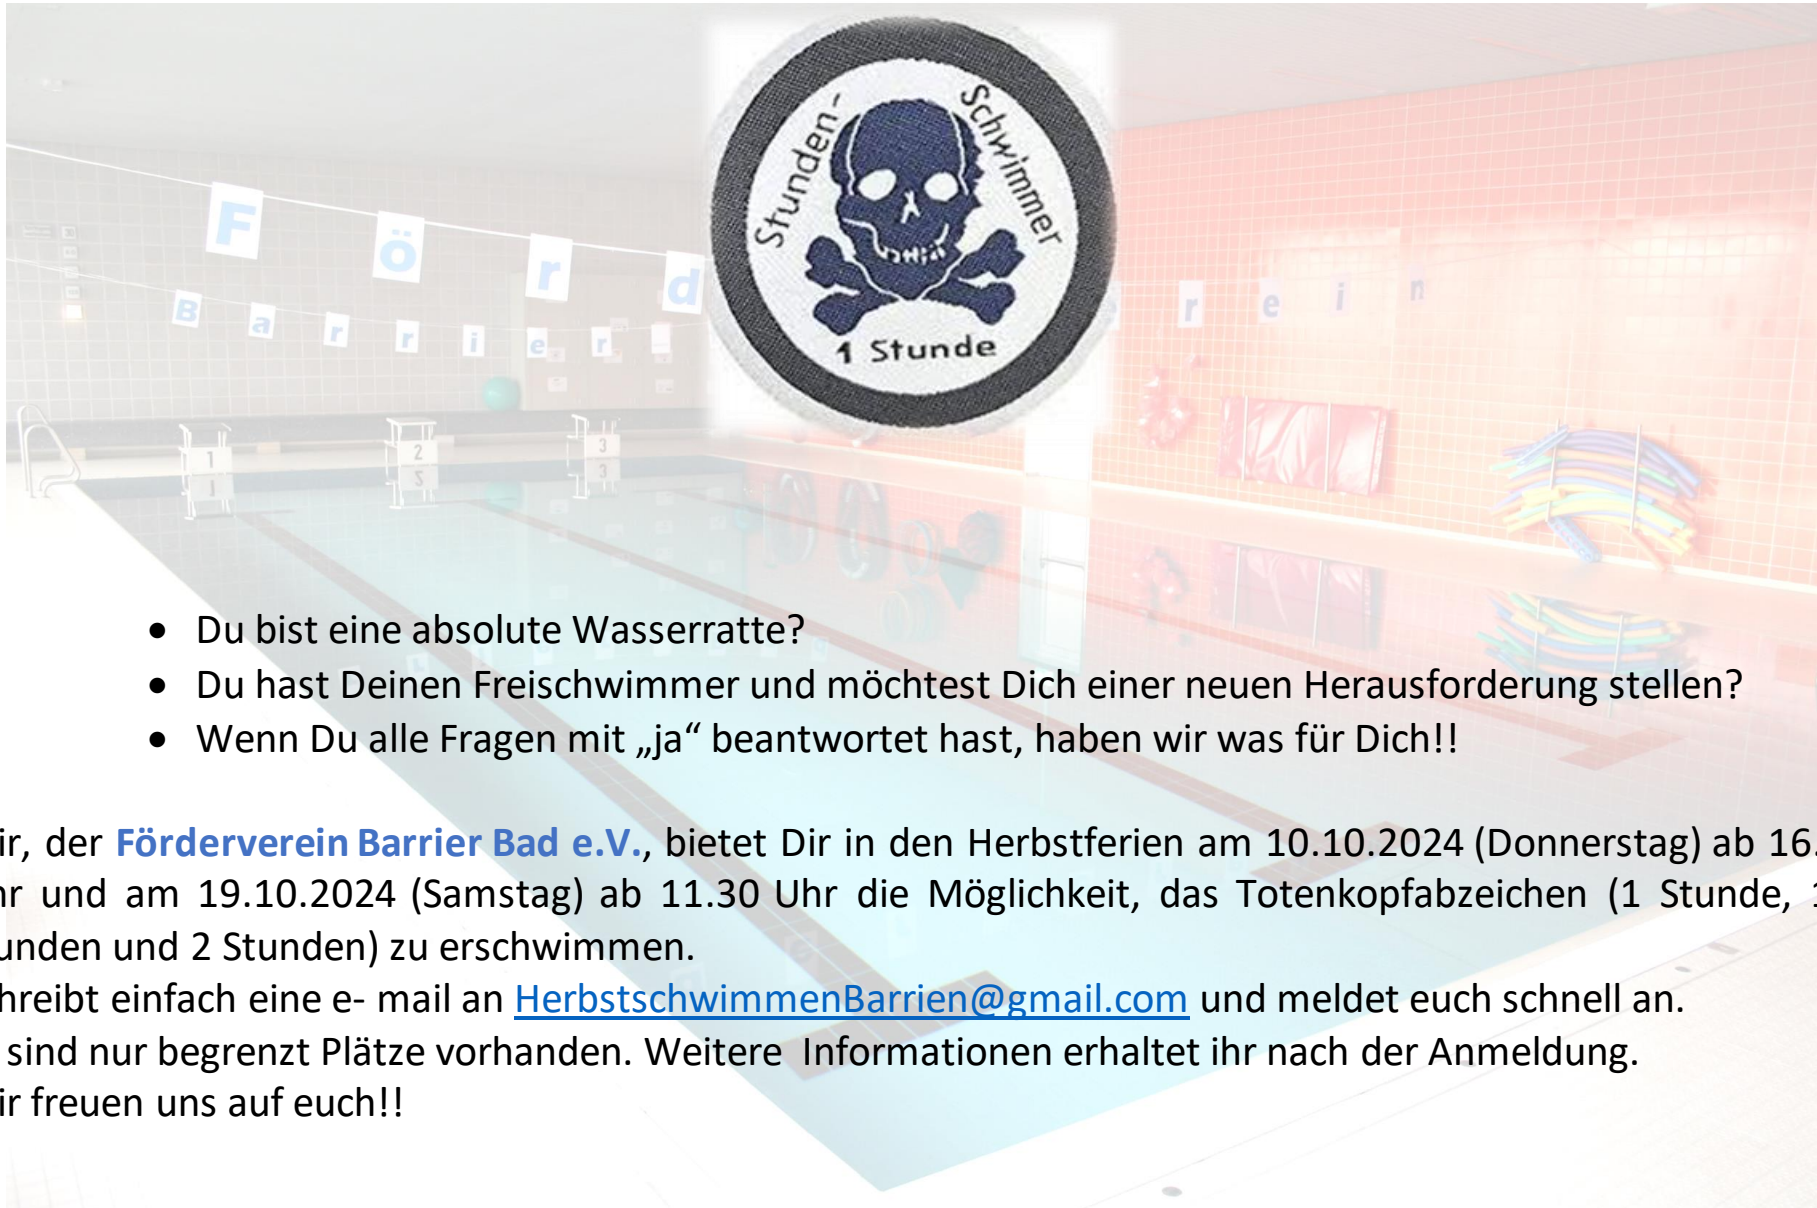 Stunden-
Schwimmer
1 Stunde
F ö r d r e i n
B a r r i e r
1 2 3
• Du bist eine absolute Wasserratte?
• Du hast Deinen Freischwimmer und möchtest Dich einer neuen Herausforderung stellen?
• Wenn Du alle Fragen mit „ja“ beantwortet hast, haben wir was für Dich!!
ir, der Förderverein Barrier Bad e.V., bietet Dir in den Herbstferien am 10.10.2024 (Donnerstag) ab 16.
hr und am 19.10.2024 (Samstag) ab 11.30 Uhr die Möglichkeit, das Totenkopfabzeichen (1 Stunde, 1
unden und 2 Stunden) zu erschwimmen.
hreibt einfach eine e- mail an HerbstschwimmenBarrien@gmail.com und meldet euch schnell an.
sind nur begrenzt Plätze vorhanden. Weitere Informationen erhaltet ihr nach der Anmeldung.
ir freuen uns auf euch!!